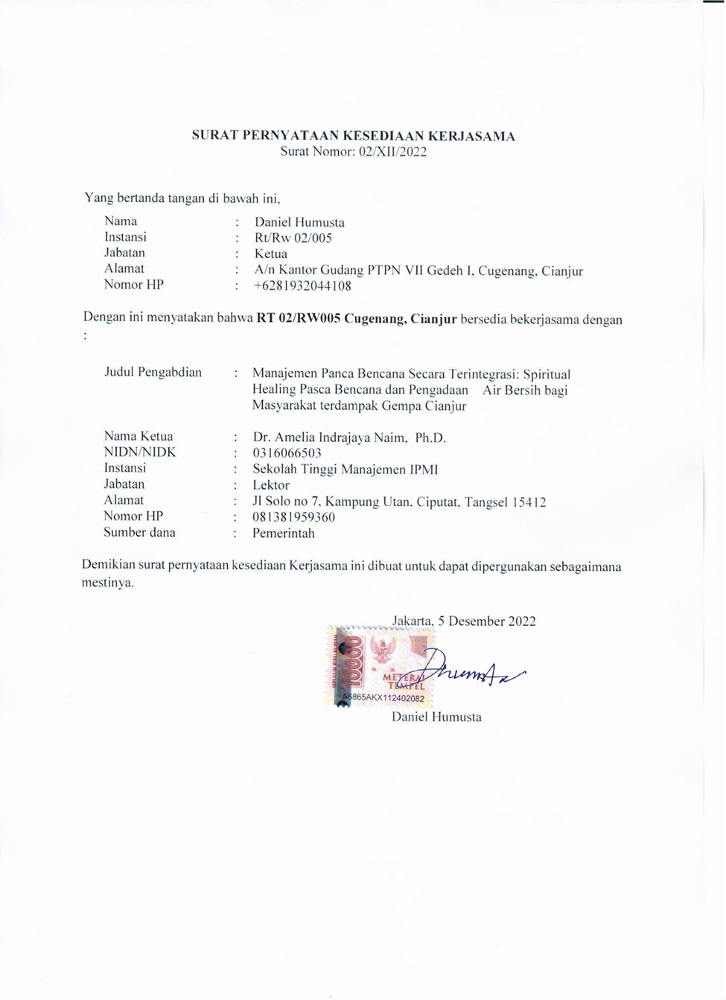 SURAT PERNYATAAN KESEDIAAN KERJASAMA
Surat Nomor: 02/XII/2022
Yang bertanda tangan di bawah ini,
Nama : Daniel Humusta
Instansi : Rt/Rw 02/005
Jabatan : Ketua
Alamat : A/n Kantor Gudang PTPN VII Gedeh I, Cugenang, Cianjur
Nomor HP : +6281932044108
Dengan ini menyatakan bahwa RT 02/RW005 Cugenang, Cianjur bersedia bekerjasama dengan
:
Judul Pengabdian : Manajemen Panca Bencana Secara Terintegrasi: Spiritual
Healing Pasca Bencana dan Pengadaan Air Bersih bagi
Masyarakat terdampak Gempa Cianjur
Nama Ketua : Dr. Amelia Indrajaya Naim, Ph.D.
NIDN/NIDK : 0316066503
Instansi : Sekolah Tinggi Manajemen IPMI
Jabatan : Lektor
Alamat : Jl Solo no 7, Kampung Utan, Ciputat, Tangsel 15412
Nomor HP : 081381959360
Sumber dana : Pemerintah
Demikian surat pernyataan kesediaan Kerjasama ini dibuat untuk dapat dipergunakan sebagaimana
mestinya.
Jakarta, 5 Desember 2022
10000
METERAI
TEMPEL
A6865AKX112402082
Daniel Humusta